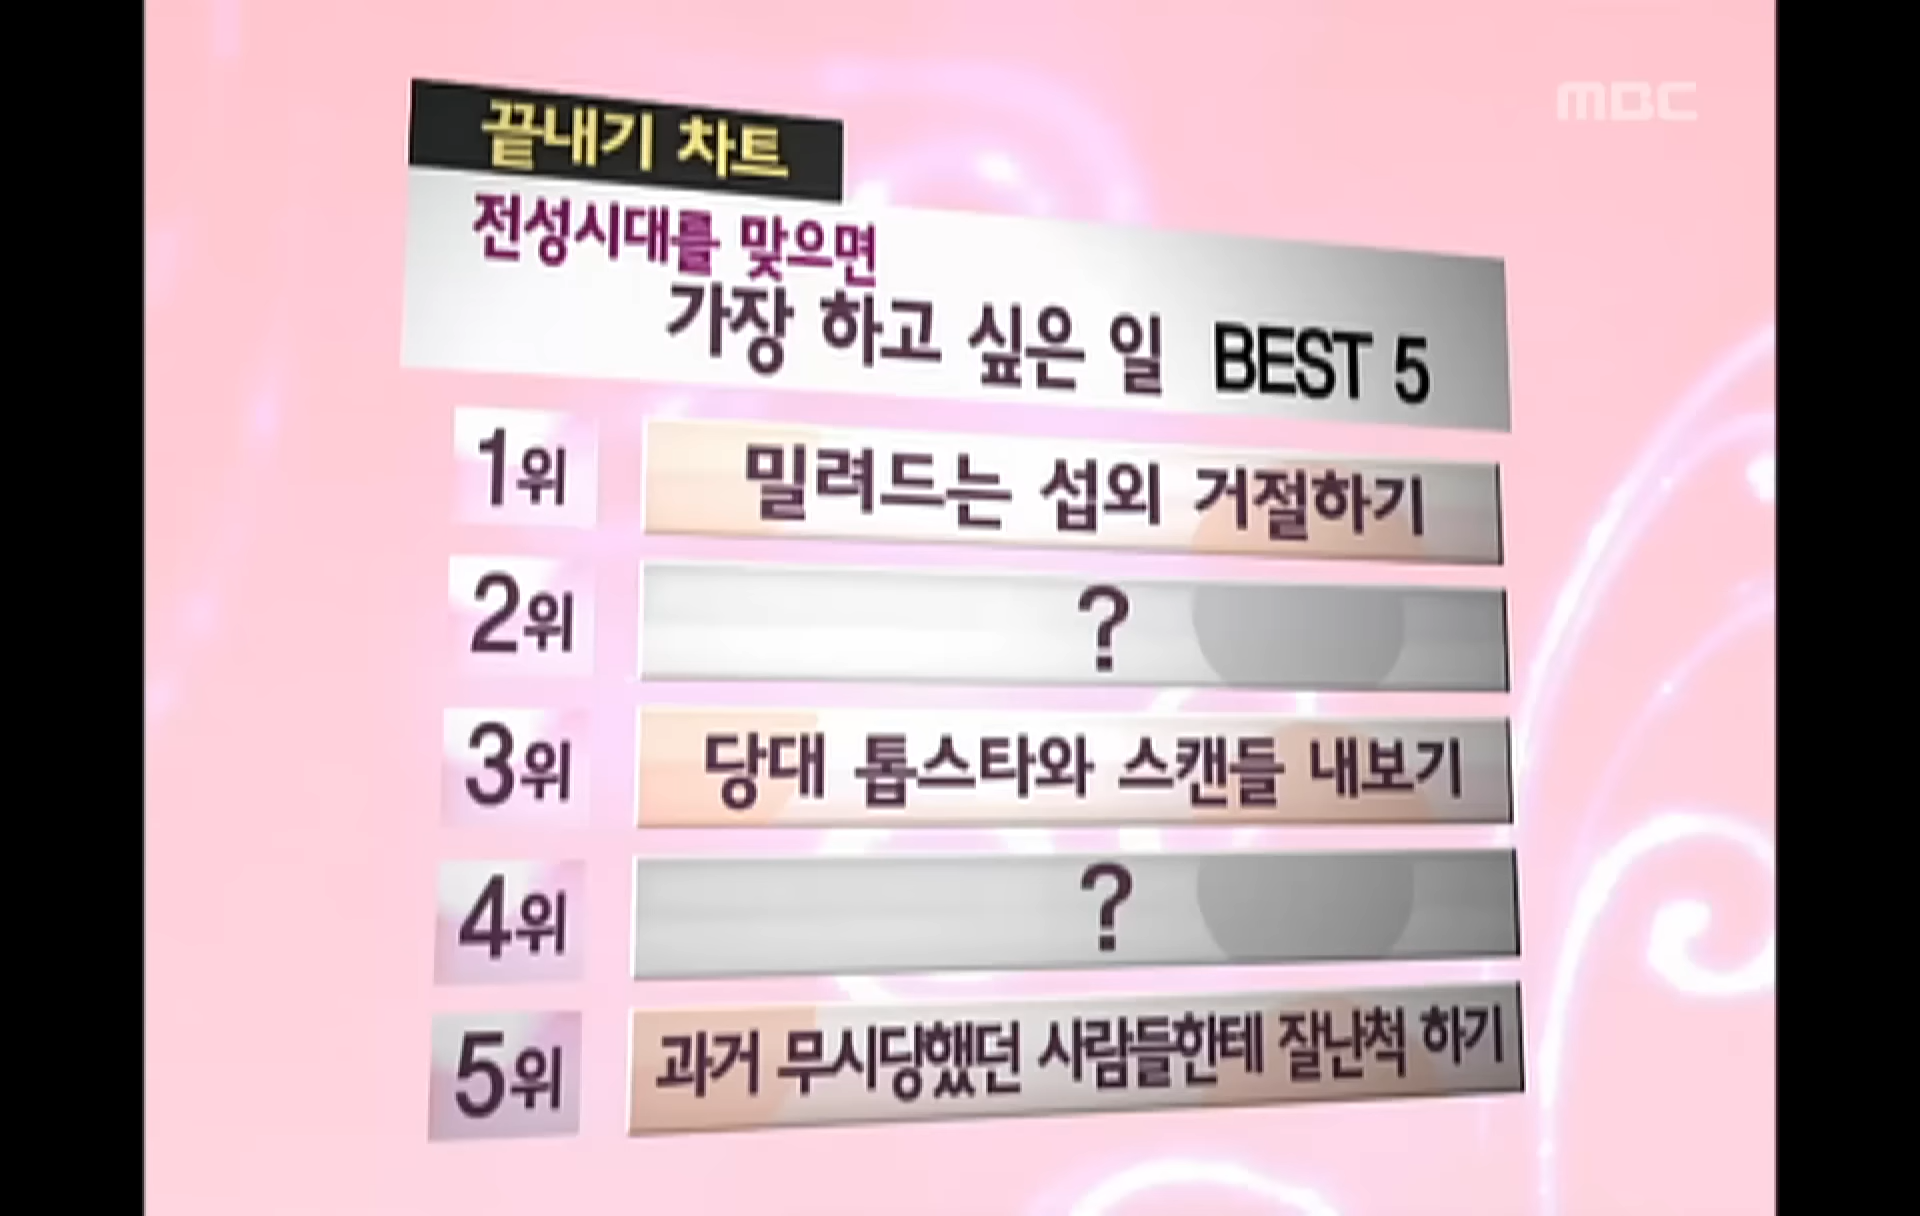 MBC
끝내기 차트
전성시대를 맞으면
가장 하고 싶은 일 BEST 5
1위 밀려드는 섭외 거절하기
2위 ?
3위 당대 톱스타와 스캔들 내보기
4위 ?
5위 과거 무시당했던 사람들한테 잘난척 하기